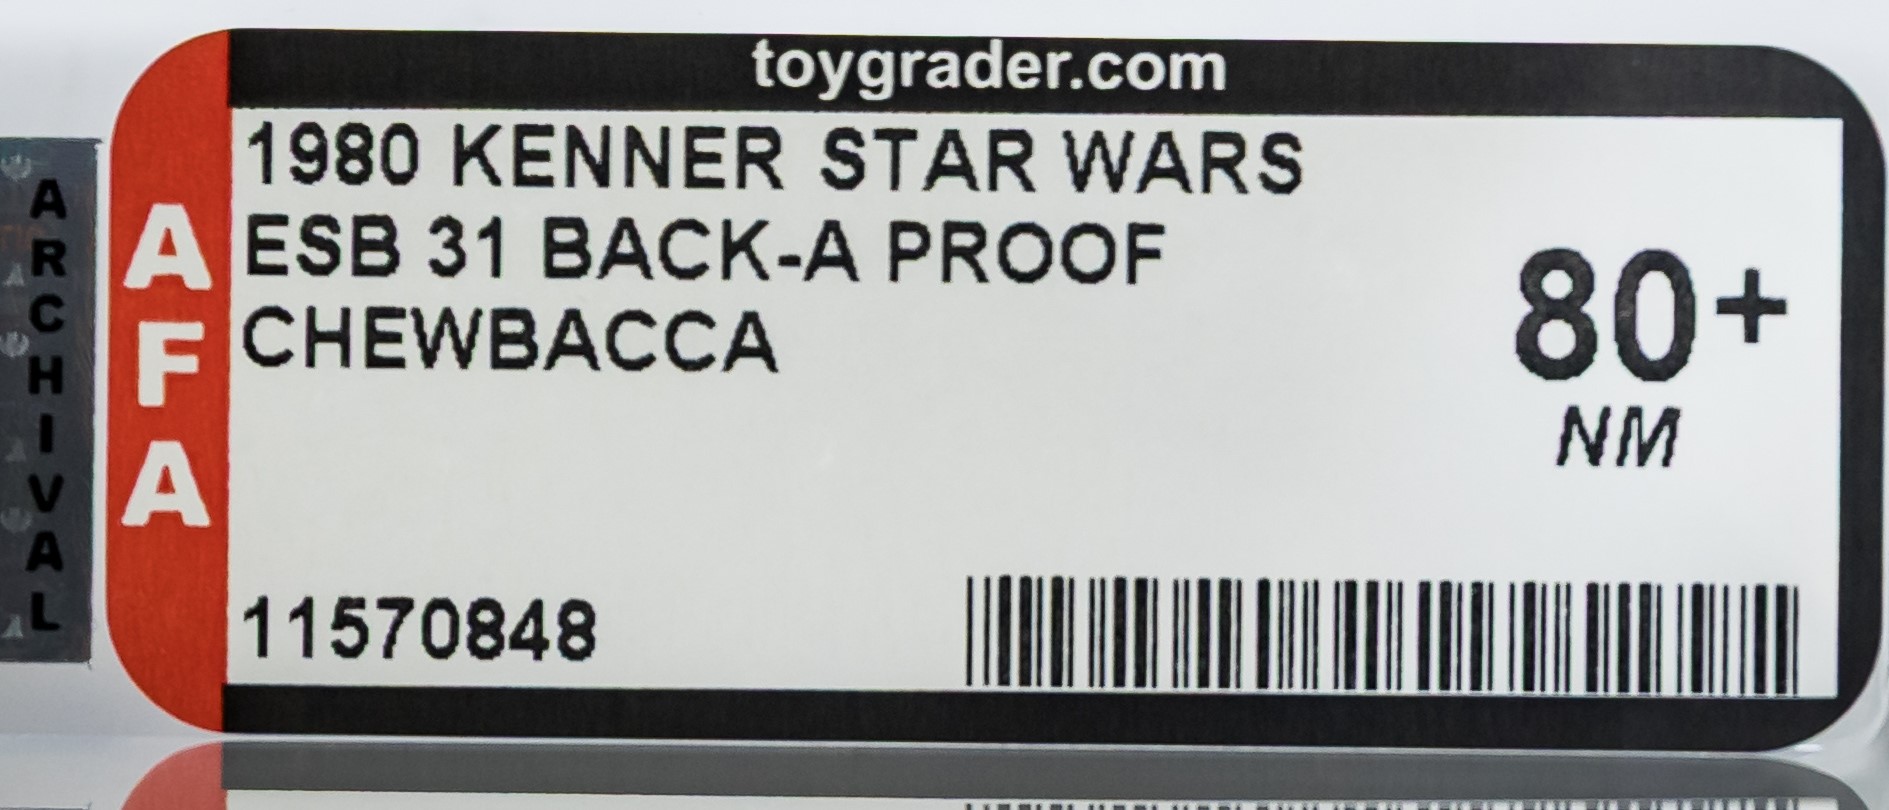 toygrader.com
ARCHIVAL
AFA
1980 KENNER STAR WARS
ESB 31 BACK-A PROOF
CHEWBACCA
80+
NM
11570848